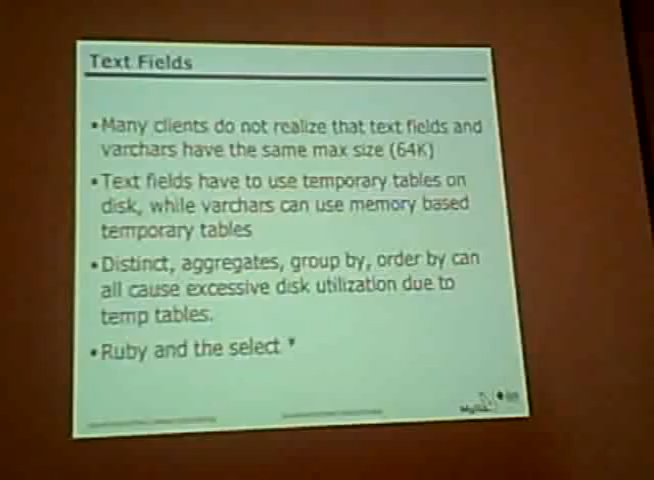 Text Fields
•Many clients do not realize that text fields and
varchars have the same max size (64K)
•Text fields have to use temporary tables on
disk, while varchars can use memory based
temporary tables
•Distinct, aggregates, group by, order by can
all cause excessive disk utilization due to
temp tables.
•Ruby and the select *